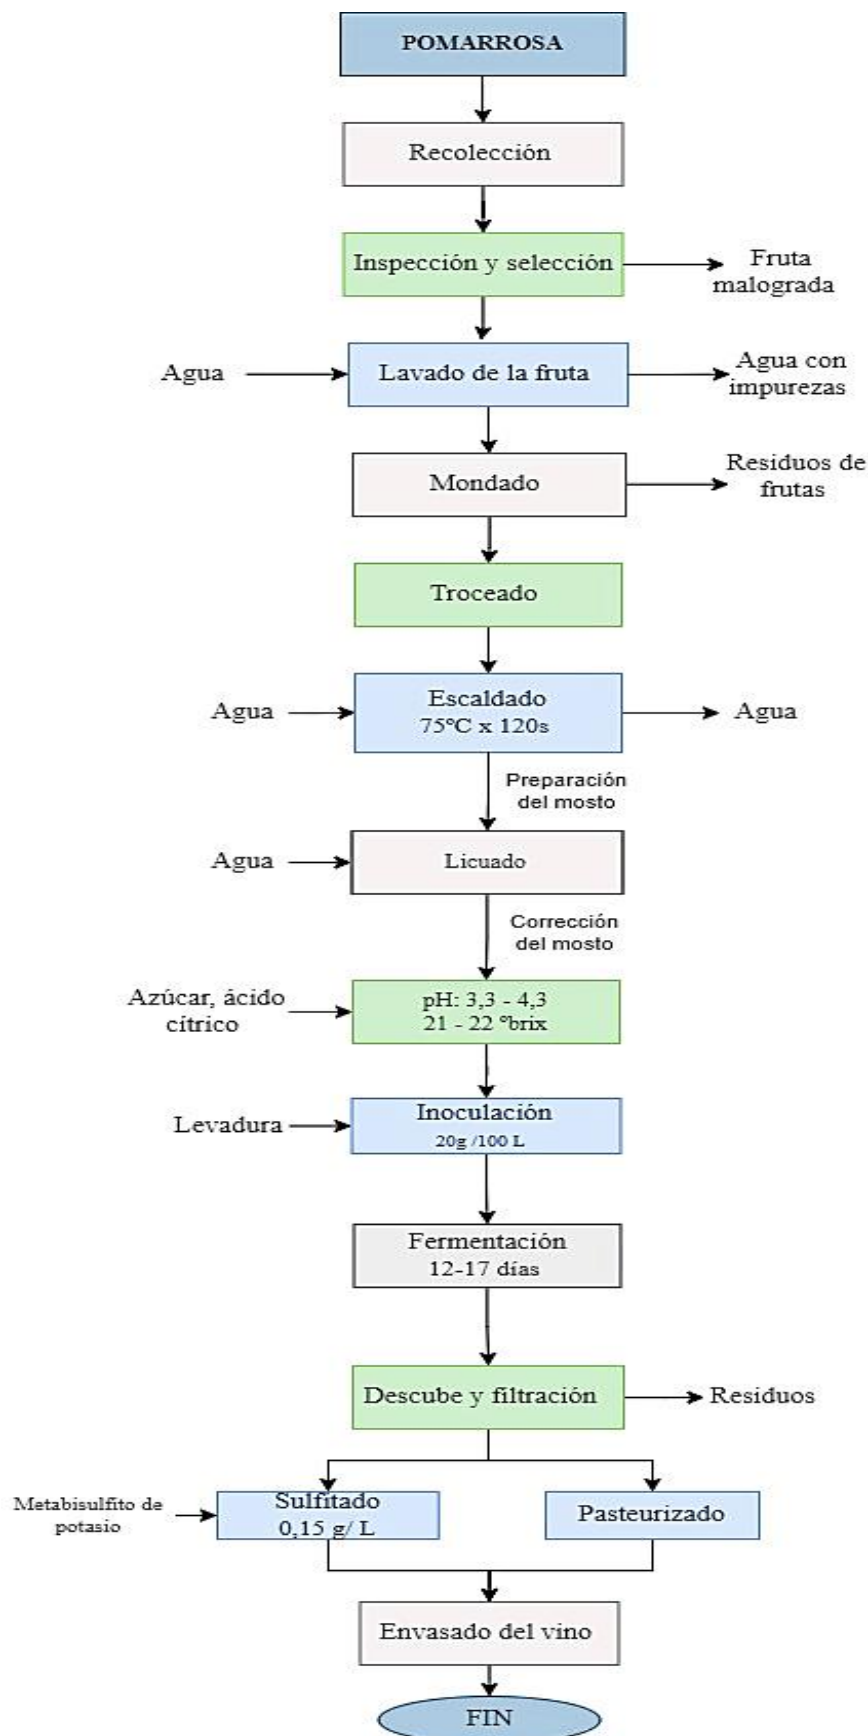 POMARROSA
Recolección
Inspección y selección
Fruta
malograda
Agua
Lavado de la fruta
Agua con
impurezas
Mondado
Residuos de
frutas
Troceado
Agua
Escaldado
75°C x 120s
Agua
Preparación
del mosto
Agua
Licuado
Corrección
del mosto
Azúcar, ácido
cítrico
pH: 3,3 - 4,3
21 - 22 °brix
Levadura
Inoculación
20g /100 L
Fermentación
12-17 días
Descube y filtración
Residuos
Metabisulfito de
potasio
Sulfitado
0,15 g/ L
Pasteurizado
Envasado del vino
FIN